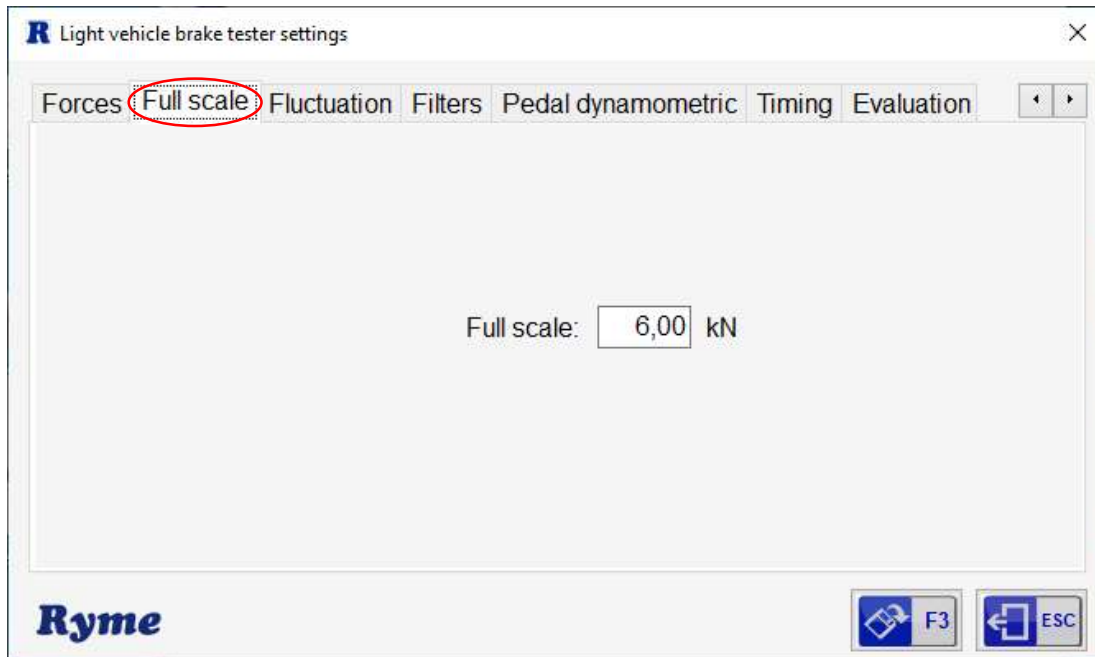 R Light vehicle brake tester settings
Forces Full scale Fluctuation Filters Pedal dynamometric Timing Evaluation
Full scale: 6,00 kN
Ryme F3 ESC